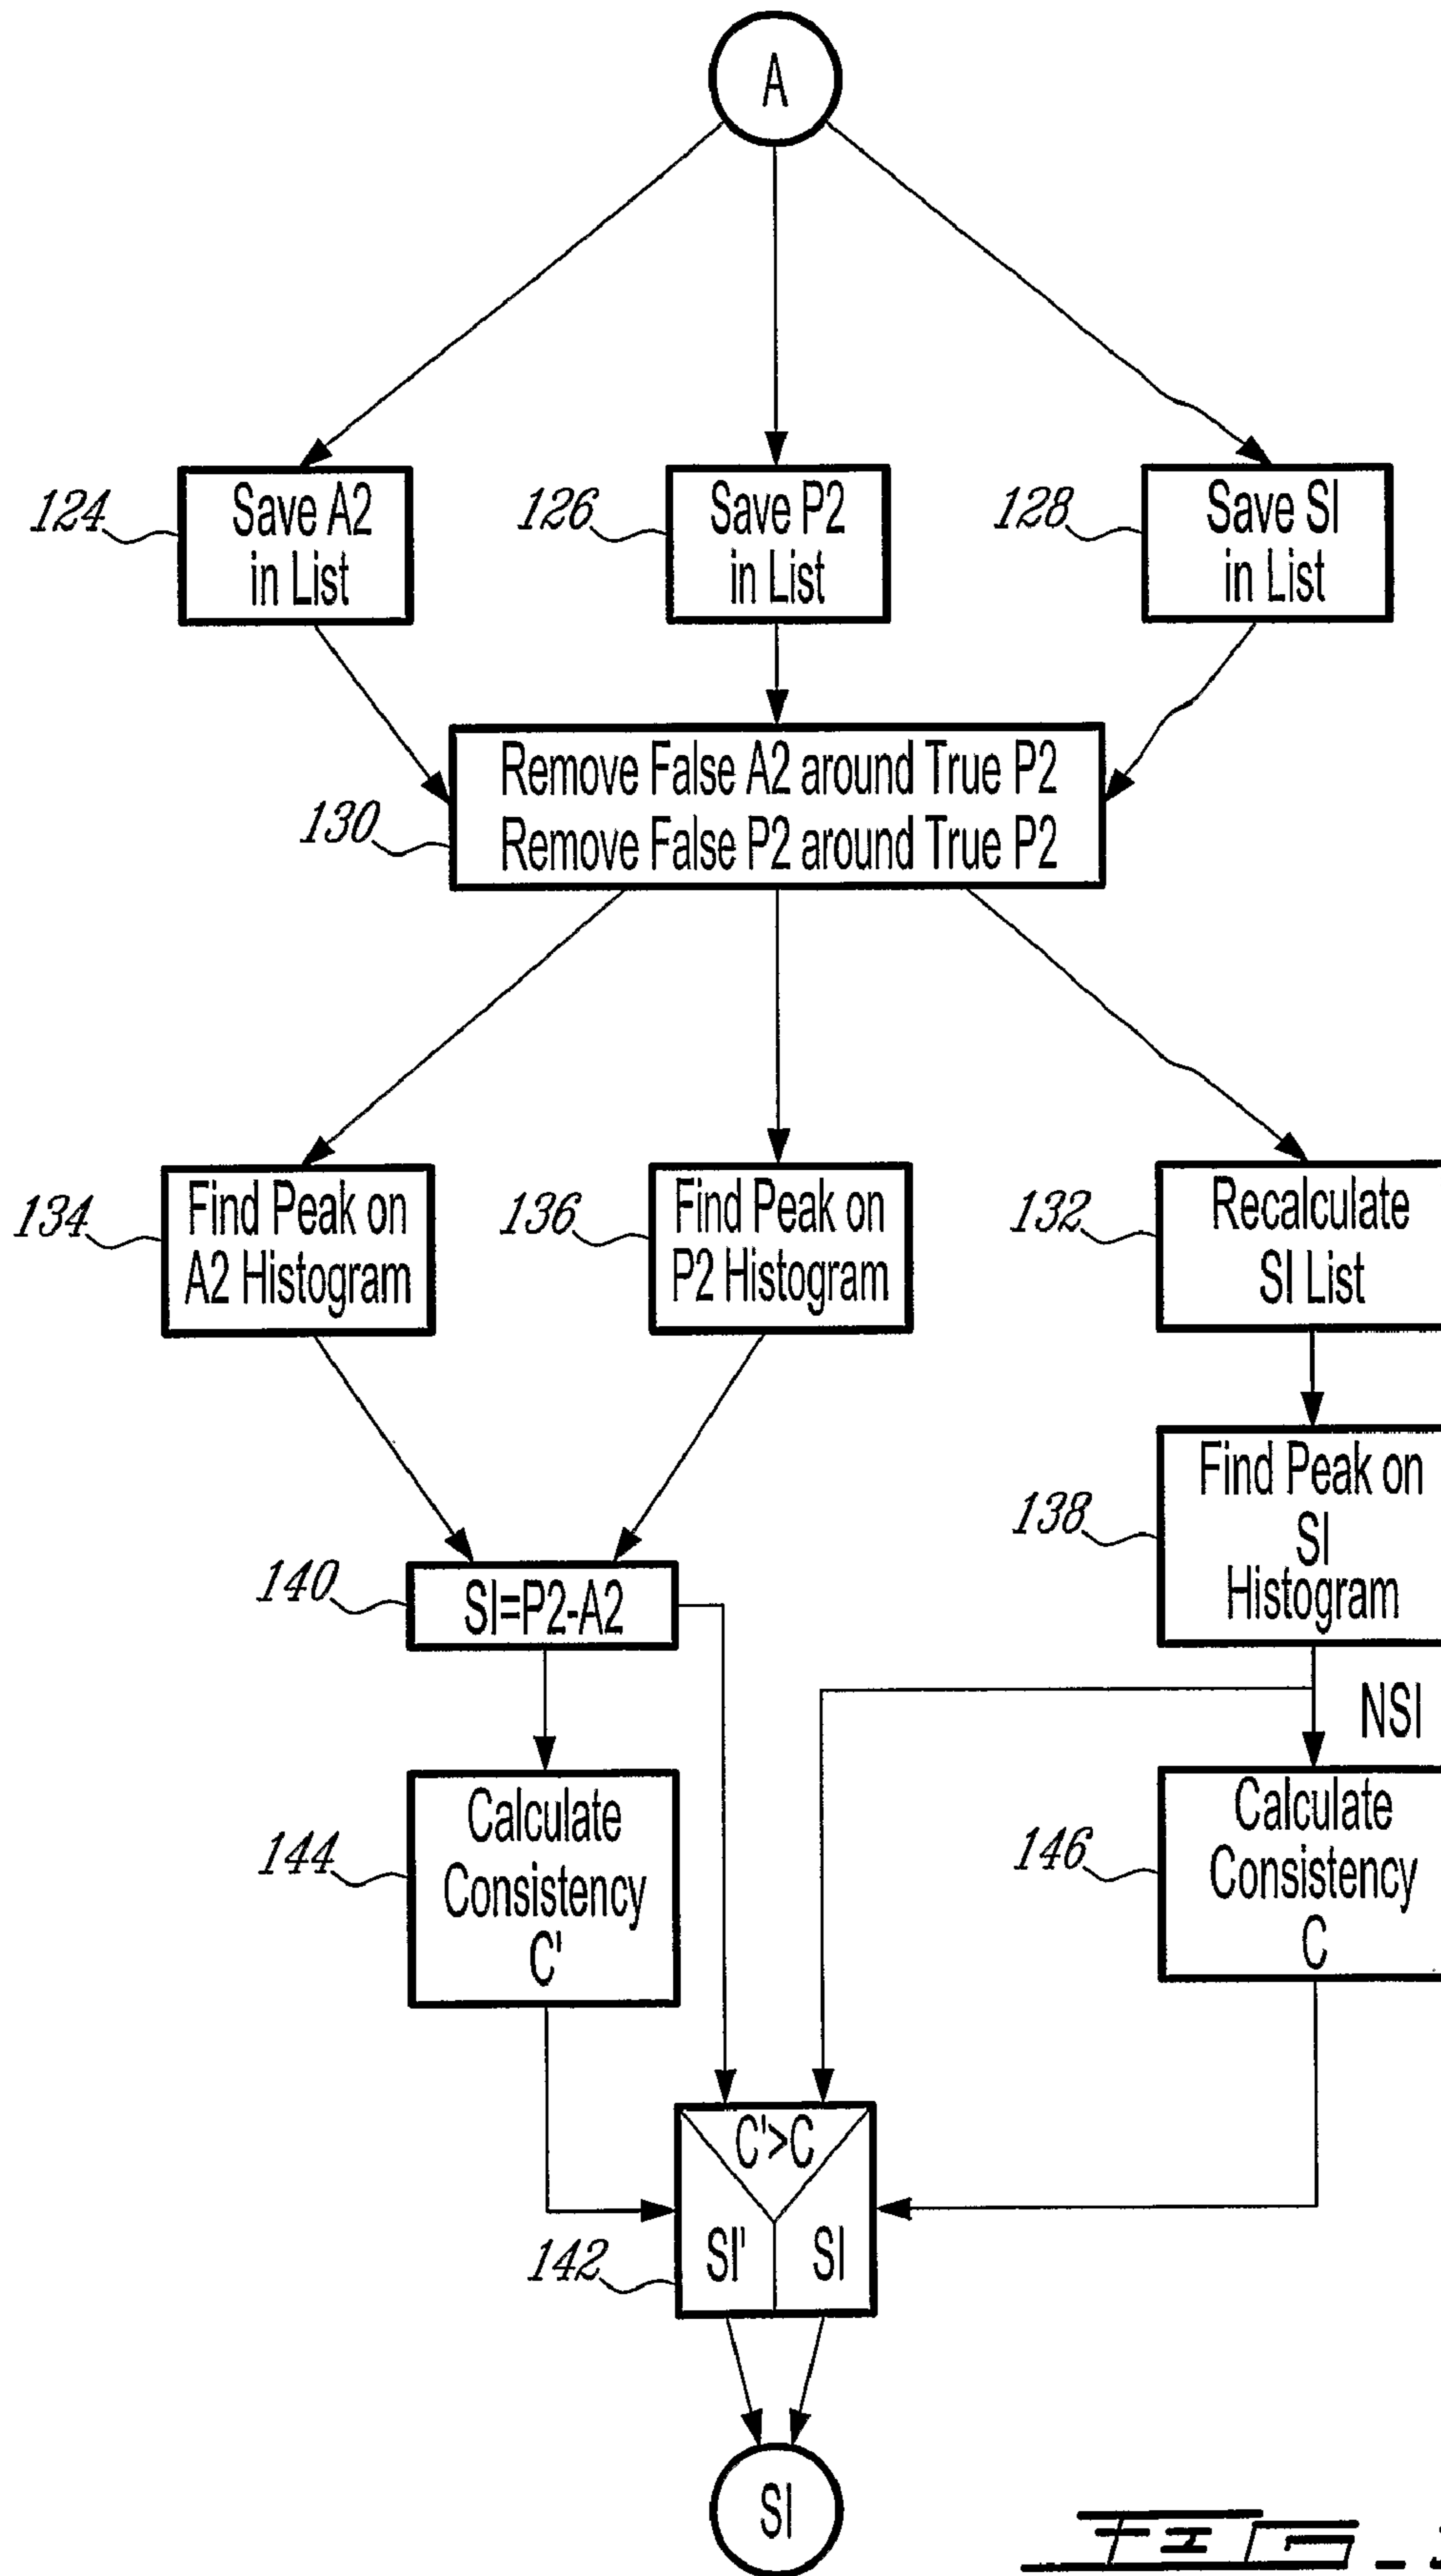 A
124
Save A2
in List
126
Save P2
in List
128
Save SI
in List
130
Remove False A2 around True P2
Remove False P2 around True P2
134
Find Peak on
A2 Histogram
136
Find Peak on
P2 Histogram
132
Recalculate
SI List
138
Find Peak on
SI
Histogram
140
SI=P2-A2
NSI
144
Calculate
Consistency
C'
146
Calculate
Consistency
C
C'>C
142
SI'
SI
SI
FIG-